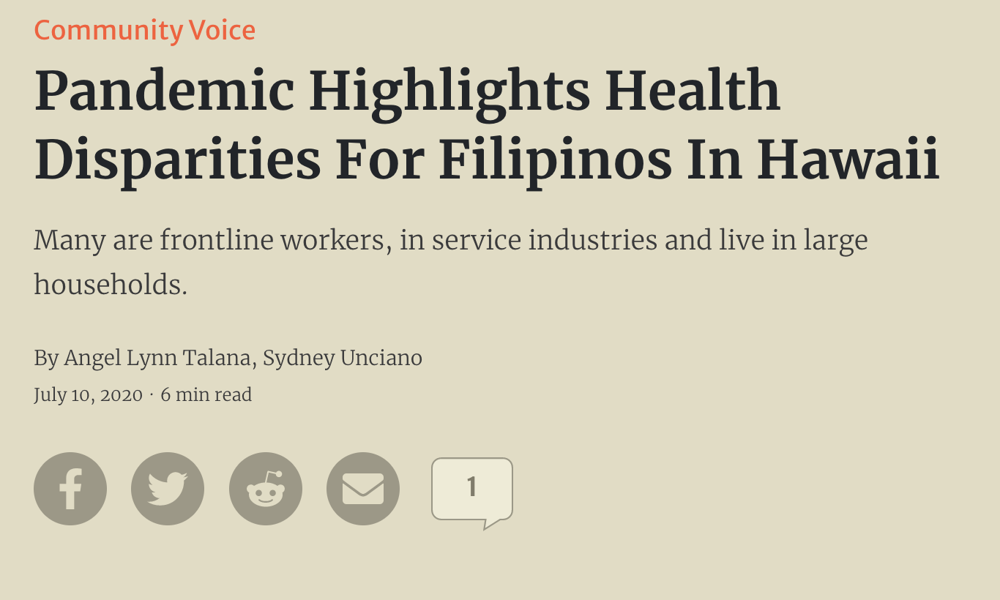 Community Voice
Pandemic Highlights Health
Disparities For Filipinos In Hawaii
Many are frontline workers, in service industries and live in large
households.
By Angel Lynn Talana, Sydney Unciano
July 10, 2020 · 6 min read
1